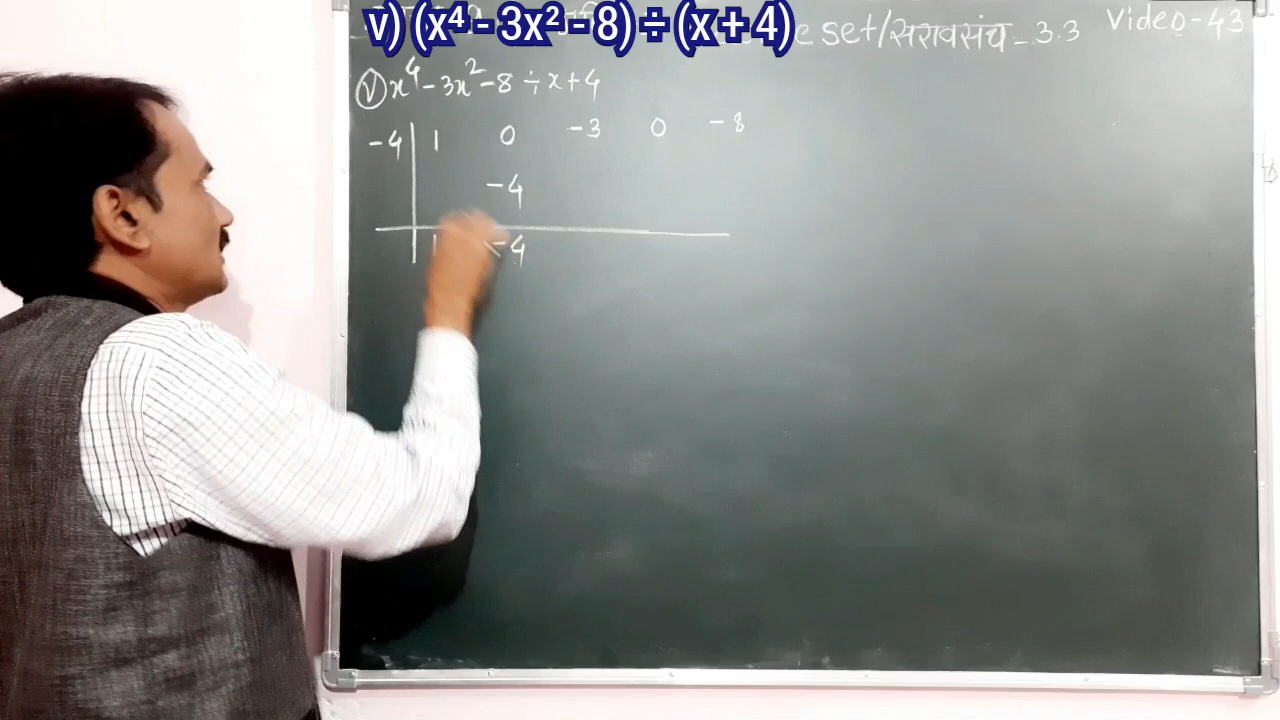 v) (x⁴ - 3x² - 8) ÷ (x + 4)
e set/सरावसंच - 3.3 Video - 43
(V) x⁴ - 3x² - 8 ÷ x + 4
-4 | 1 0 -3 0 -8
-4
1 -4